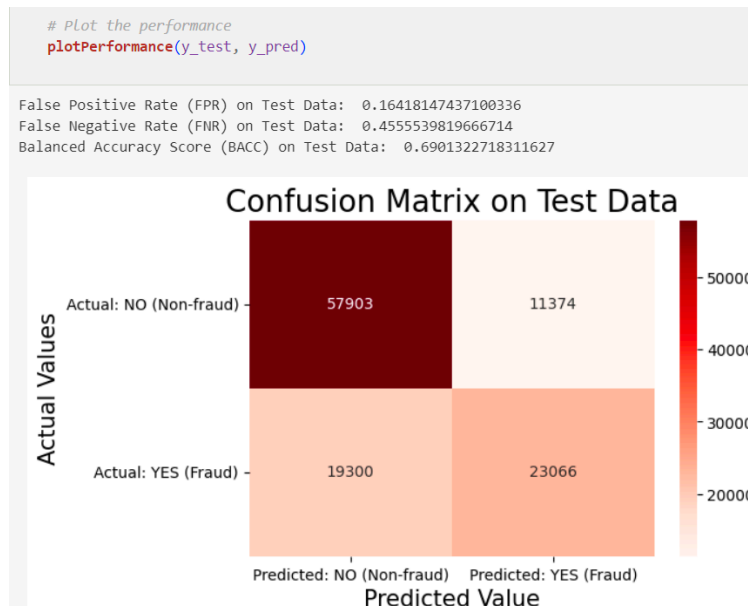 # Plot the performance
plotPerformance(y_test, y_pred)
False Positive Rate (FPR) on Test Data:  0.16418147437100336
False Negative Rate (FNR) on Test Data:  0.4555539819666714
Balanced Accuracy Score (BACC) on Test Data:  0.6901322718311627
Confusion Matrix on Test Data
Actual Values
Actual: NO (Non-fraud)
57903
11374
Actual: YES (Fraud)
19300
23066
50000
40000
30000
20000
Predicted: NO (Non-fraud)
Predicted: YES (Fraud)
Predicted Value